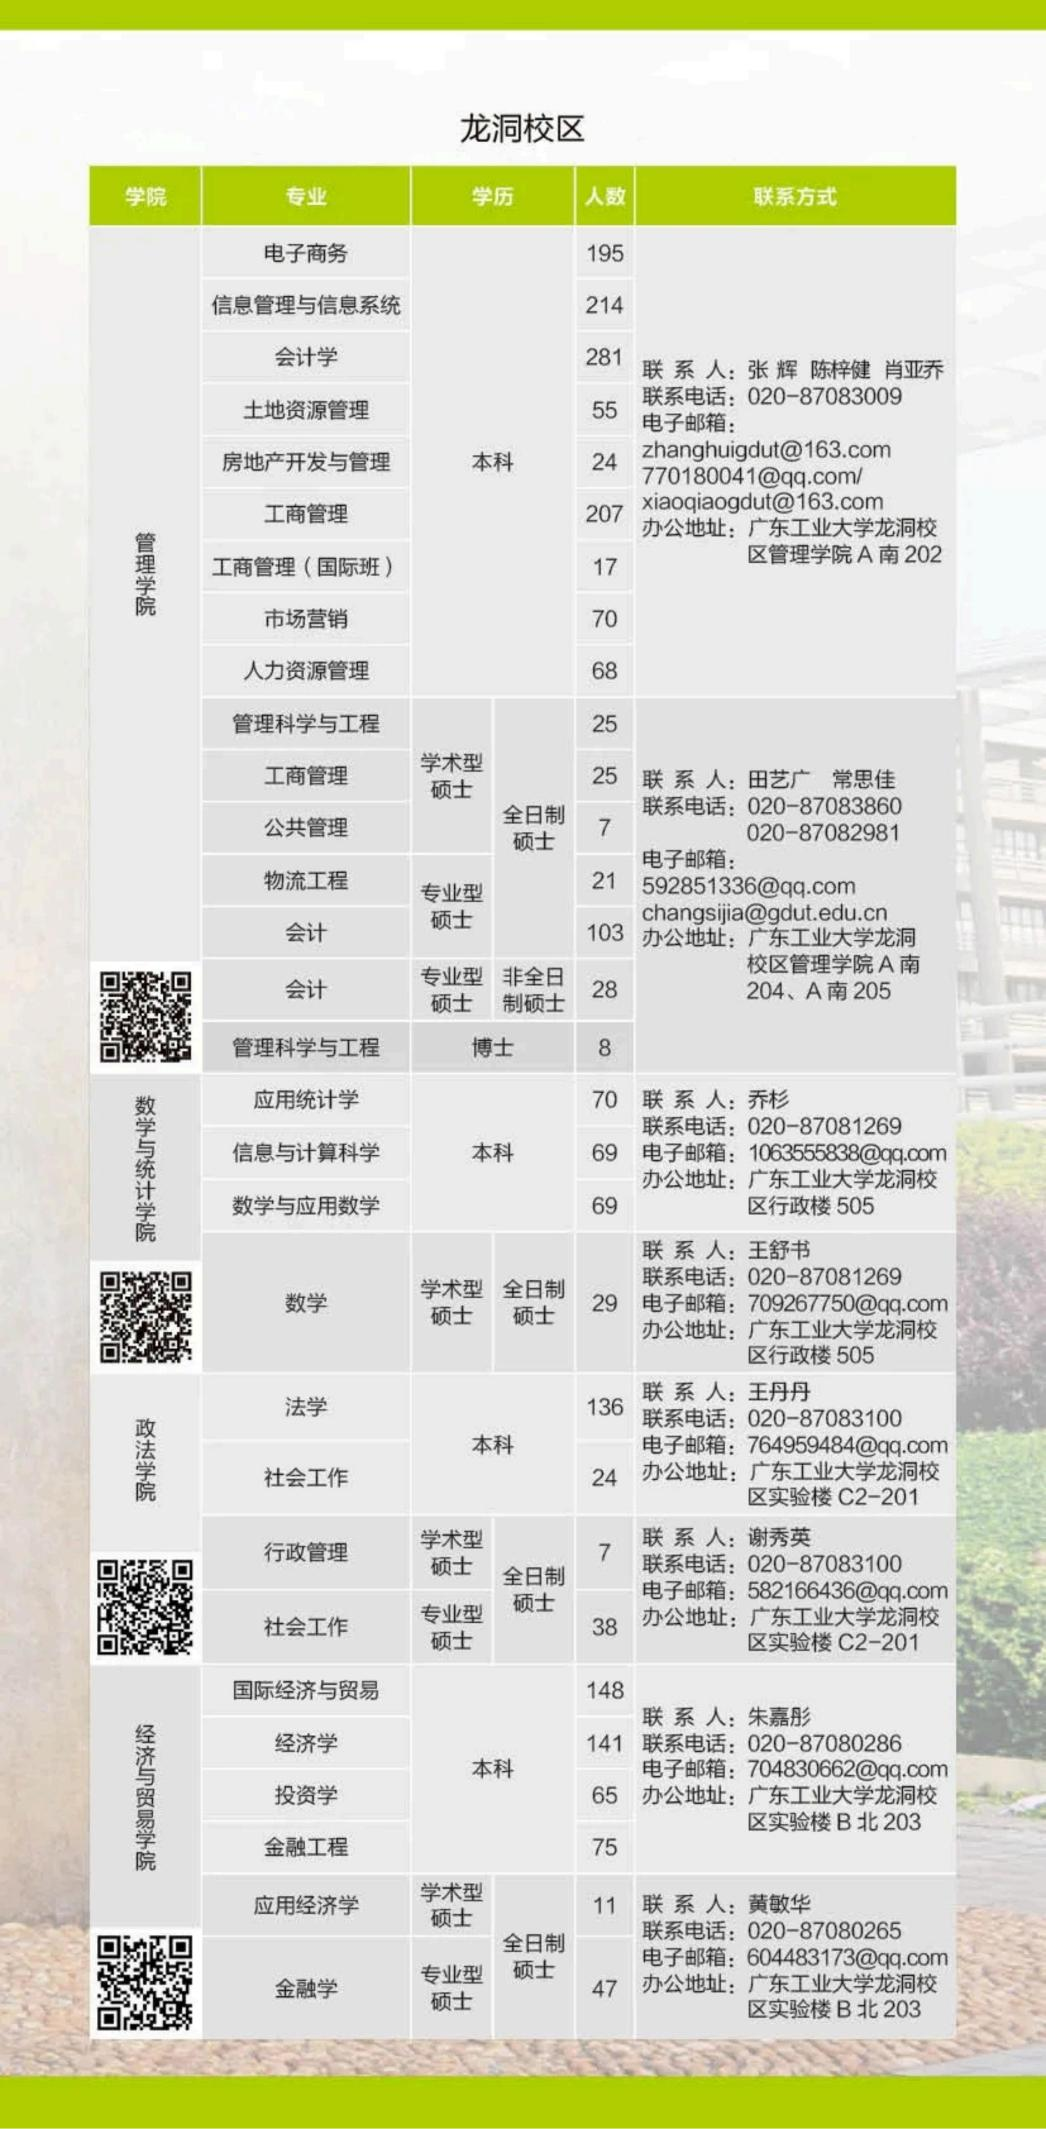 龙洞校区
学院 专业 学历 人数 联系方式
管理学院
电子商务 195
信息管理与信息系统 214
会计学 281
土地资源管理 55
房地产开发与管理 本科 24
工商管理 207
工商管理（国际班） 17
市场营销 70
人力资源管理 68
联 系 人：张 辉 陈梓健 肖亚乔
联系电话：020-87083009
电子邮箱：
zhanghuigdut@163.com
770180041@qq.com/
xiaoqiaogdut@163.com
办公地址：广东工业大学龙洞校
区管理学院 A 南 202
管理科学与工程 25
工商管理 学术型硕士 25
公共管理 全日制硕士 7
物流工程 专业型硕士 21
会计 103
会计 专业型硕士 非全日制硕士 28
管理科学与工程 博士 8
联 系 人：田艺广 常思佳
联系电话：020-87083860
020-87082981
电子邮箱：
592851336@qq.com
changsijia@gdut.edu.cn
办公地址：广东工业大学龙洞
校区管理学院 A 南
204、A 南 205
数学与统计学院
应用统计学 70
信息与计算科学 本科 69
数学与应用数学 69
联 系 人：乔杉
联系电话：020-87081269
电子邮箱：1063555838@qq.com
办公地址：广东工业大学龙洞校
区行政楼 505
数学 学术型硕士 全日制硕士 29
联 系 人：王舒书
联系电话：020-87081269
电子邮箱：709267750@qq.com
办公地址：广东工业大学龙洞校
区行政楼 505
政法学院
法学 本科 136
社会工作 24
联 系 人：王丹丹
联系电话：020-87083100
电子邮箱：764959484@qq.com
办公地址：广东工业大学龙洞校
区实验楼 C2-201
行政管理 学术型硕士 全日制硕士 7
社会工作 专业型硕士 38
联 系 人：谢秀英
联系电话：020-87083100
电子邮箱：582166436@qq.com
办公地址：广东工业大学龙洞校
区实验楼 C2-201
经济与贸易学院
国际经济与贸易 148
经济学 本科 141
投资学 65
金融工程 75
联 系 人：朱嘉彤
联系电话：020-87080286
电子邮箱：704830662@qq.com
办公地址：广东工业大学龙洞校
区实验楼 B 北 203
应用经济学 学术型硕士 全日制硕士 11
金融学 专业型硕士 47
联 系 人：黄敏华
联系电话：020-87080265
电子邮箱：604483173@qq.com
办公地址：广东工业大学龙洞校
区实验楼 B 北 203